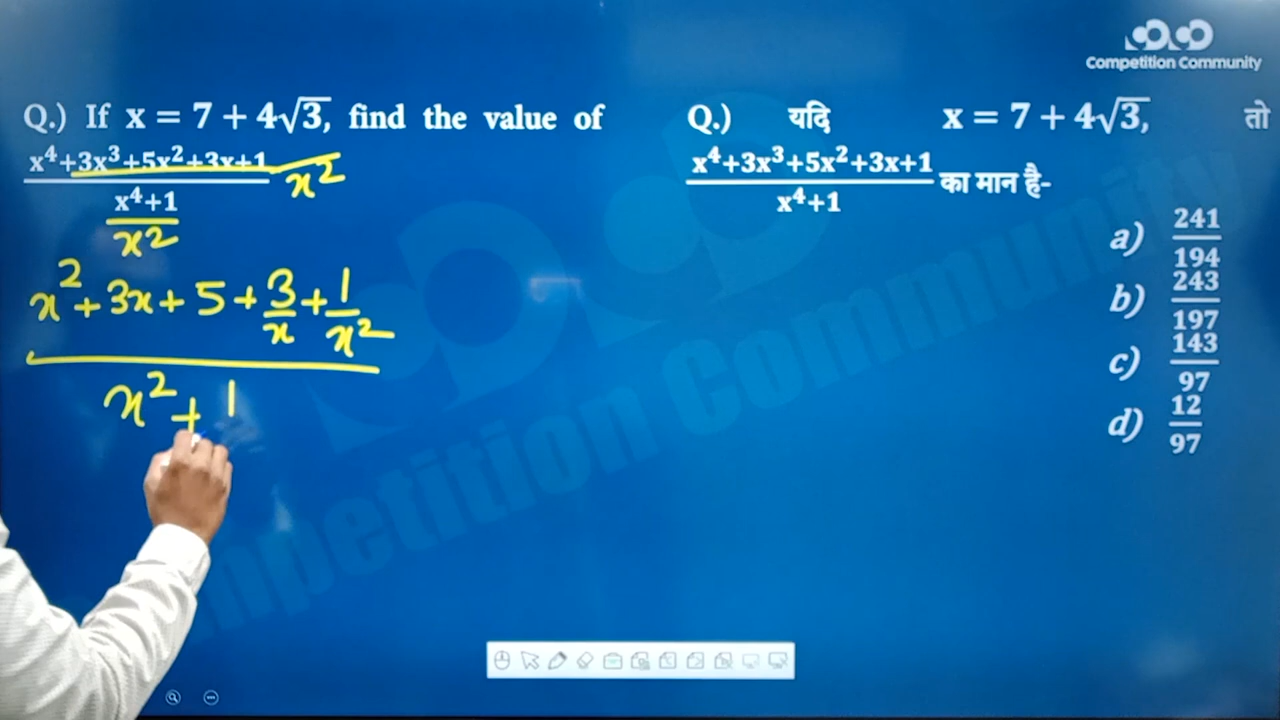 Competition Community
Q.) If x = 7 + 4√3, find the value of
x⁴+3x³+5x²+3x+1
x²
x⁴+1
x²
x² + 3x + 5 + 3/x + 1/x²
x² + 1
Q.) यदि x = 7 + 4√3, तो
x⁴+3x³+5x²+3x+1
x⁴+1
का मान है-
a) 241/194
b) 243/197
c) 143/97
d) 12/97
mpetition Community